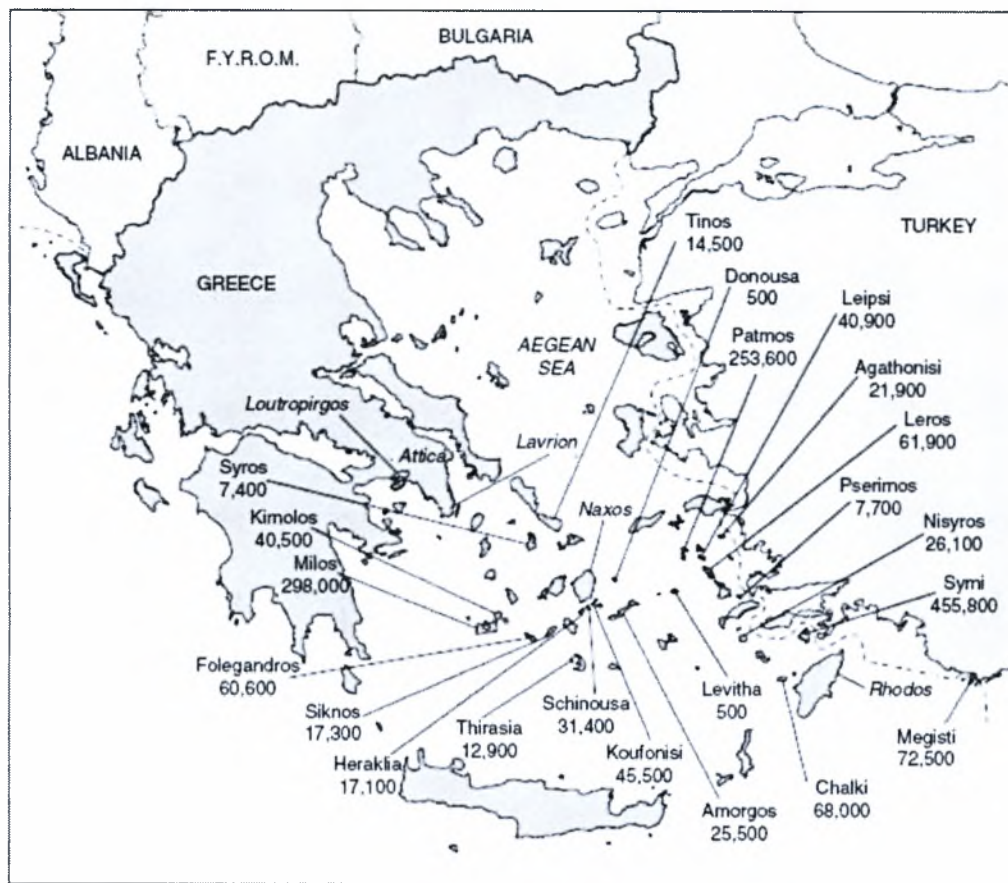 BULGARIA
F.Y.R.O.M.
ALBANIA
TURKEY
GREECE
AEGEAN
SEA
Tinos
14,500
Donousa
500
Leipsi
40,900
Patmos
253,600
Agathonisi
21,900
Leros
61,900
Loutropirgos
Attica
Lavrion
Syros
7,400
Naxos
Pserimos
7,700
Kimolos
40,500
Nisyros
26,100
Milos
298,000
Symi
455,800
Folegandros
60,600
Siknos
17,300
Thirasia
12,900
Heraklia
17,100
Schinousa
31,400
Koufonisi
45,500
Levitha
500
Rhodos
Megisti
72,500
Amorgos
25,500
Chalki
68,000